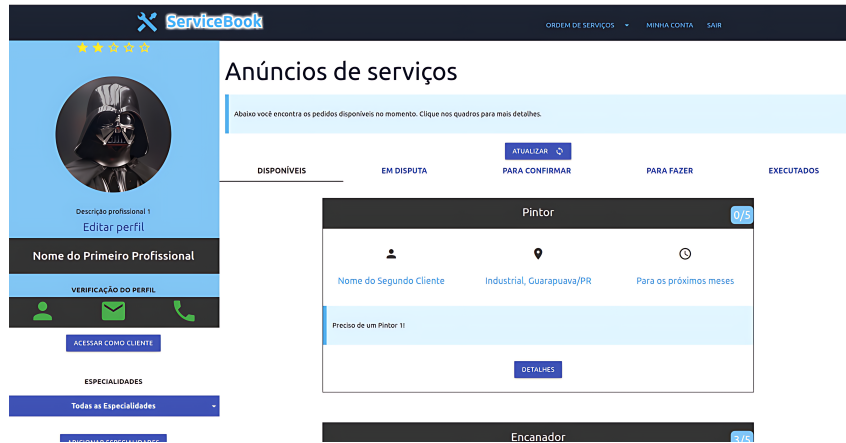 ServiceBook
ORDEM DE SERVIÇOS
MINHA CONTA
SAIR
Descrição profissional 1
Editar perfil
Nome do Primeiro Profissional
VERIFICAÇÃO DO PERFIL
ACESSAR COMO CLIENTE
ESPECIALIDADES
Todas as Especialidades
ADICIONAR ESPECIALIDADES
Anúncios de serviços
Abaixo você encontra os pedidos disponíveis no momento. Clique nos quadros para mais detalhes.
ATUALIZAR
DISPONÍVEIS
EM DISPUTA
PARA CONFIRMAR
PARA FAZER
EXECUTADOS
Pintor
0/5
Nome do Segundo Cliente
Industrial, Guarapuava/PR
Para os próximos meses
Preciso de um Pintor 1!
DETALHES
Encanador
3/5